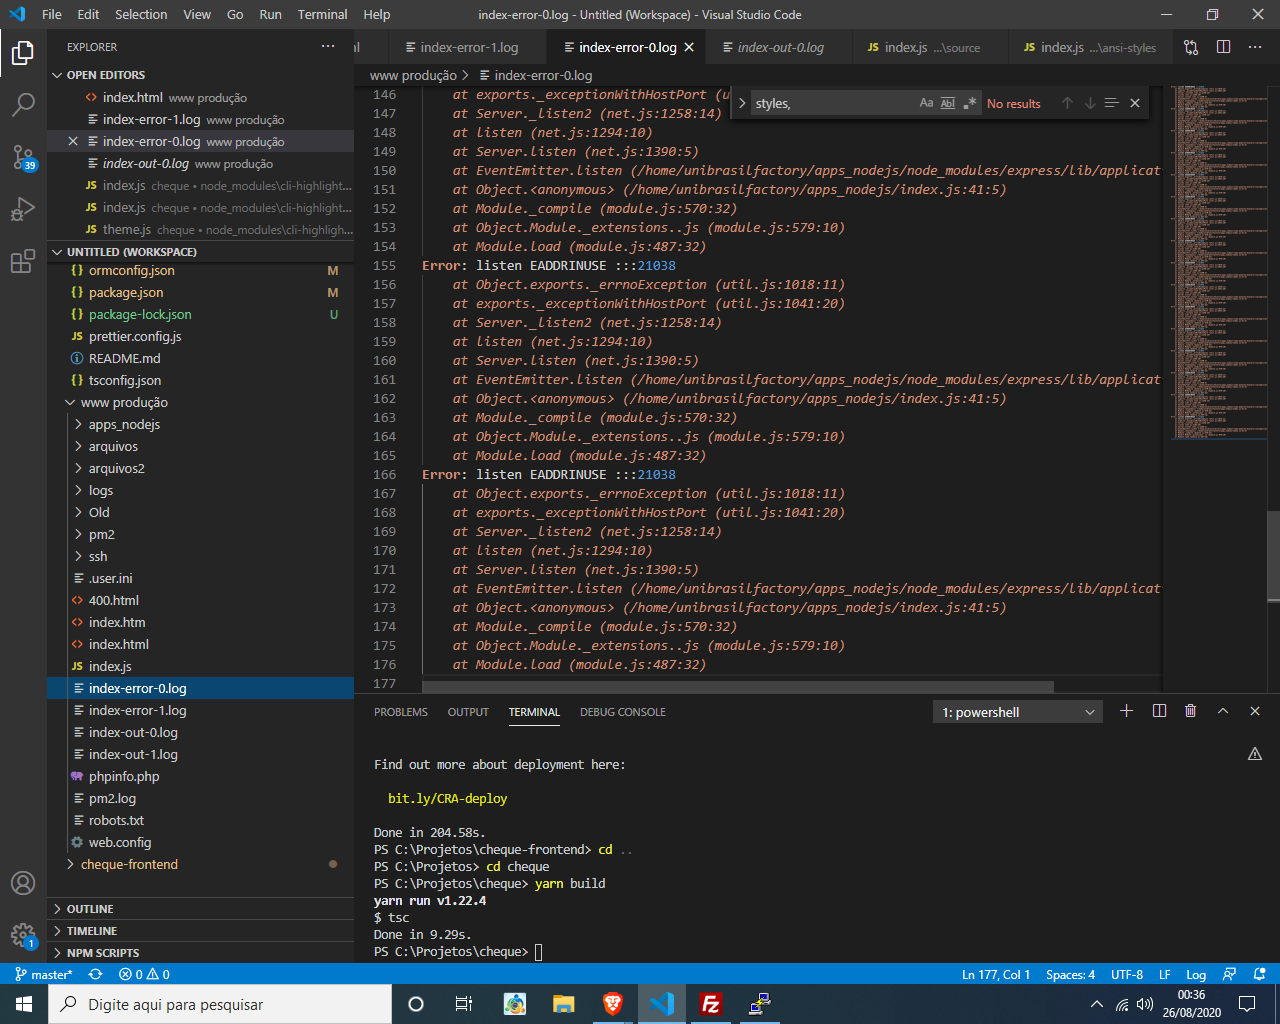 File Edit Selection View Go Run Terminal Help
index-error-0.log - Untitled (Workspace) - Visual Studio Code
EXPLORER
OPEN EDITORS
index.html www produção
index-error-1.log www produção
index-error-0.log www produção
index-out-0.log www produção
index.js cheque • node_modules\cli-highlight...
index.js cheque • node_modules\cli-highlight...
theme.js cheque • node_modules\cli-highligh...
UNTITLED (WORKSPACE)
ormconfig.json M
package.json M
package-lock.json U
prettier.config.js
README.md
tsconfig.json
www produção
apps_nodejs
arquivos
arquivos2
logs
Old
pm2
ssh
.user.ini
400.html
index.htm
index.html
index.js
index-error-0.log
index-error-1.log
index-out-0.log
index-out-1.log
phpinfo.php
pm2.log
robots.txt
web.config
cheque-frontend
OUTLINE
TIMELINE
NPM SCRIPTS
39
1
index-error-1.log index-error-0.log index-out-0.log index.js ...\source index.js ...\ansi-styles
www produção > index-error-0.log
styles, Aa Abl .* No results
146 at exports._exceptionWithHostPort (u
147 at Server._listen2 (net.js:1258:14)
148 at listen (net.js:1294:10)
149 at Server.listen (net.js:1390:5)
150 at EventEmitter.listen (/home/unibrasilfactory/apps_nodejs/node_modules/express/lib/applicat
151 at Object.<anonymous> (/home/unibrasilfactory/apps_nodejs/index.js:41:5)
152 at Module._compile (module.js:570:32)
153 at Object.Module._extensions..js (module.js:579:10)
154 at Module.load (module.js:487:32)
155 Error: listen EADDRINUSE :::21038
156 at Object.exports._errnoException (util.js:1018:11)
157 at exports._exceptionWithHostPort (util.js:1041:20)
158 at Server._listen2 (net.js:1258:14)
159 at listen (net.js:1294:10)
160 at Server.listen (net.js:1390:5)
161 at EventEmitter.listen (/home/unibrasilfactory/apps_nodejs/node_modules/express/lib/applicat
162 at Object.<anonymous> (/home/unibrasilfactory/apps_nodejs/index.js:41:5)
163 at Module._compile (module.js:570:32)
164 at Object.Module._extensions..js (module.js:579:10)
165 at Module.load (module.js:487:32)
166 Error: listen EADDRINUSE :::21038
167 at Object.exports._errnoException (util.js:1018:11)
168 at exports._exceptionWithHostPort (util.js:1041:20)
169 at Server._listen2 (net.js:1258:14)
170 at listen (net.js:1294:10)
171 at Server.listen (net.js:1390:5)
172 at EventEmitter.listen (/home/unibrasilfactory/apps_nodejs/node_modules/express/lib/applicat
173 at Object.<anonymous> (/home/unibrasilfactory/apps_nodejs/index.js:41:5)
174 at Module._compile (module.js:570:32)
175 at Object.Module._extensions..js (module.js:579:10)
176 at Module.load (module.js:487:32)
177
PROBLEMS OUTPUT TERMINAL DEBUG CONSOLE 1: powershell
Find out more about deployment here:
bit.ly/CRA-deploy
Done in 204.58s.
PS C:\Projetos\cheque-frontend> cd ..
PS C:\Projetos> cd cheque
PS C:\Projetos\cheque> yarn build
yarn run v1.22.4
$ tsc
Done in 9.29s.
PS C:\Projetos\cheque>
master* 0 0 Ln 177, Col 1 Spaces: 4 UTF-8 LF Log
Digite aqui para pesquisar
00:36
26/08/2020